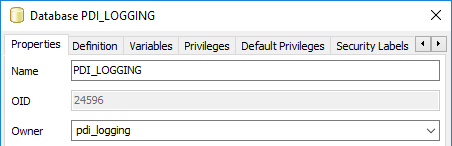 Database PDI_LOGGING
Properties Definition Variables Privileges Default Privileges Security Labels
Name PDI_LOGGING
OID 24596
Owner pdi_logging